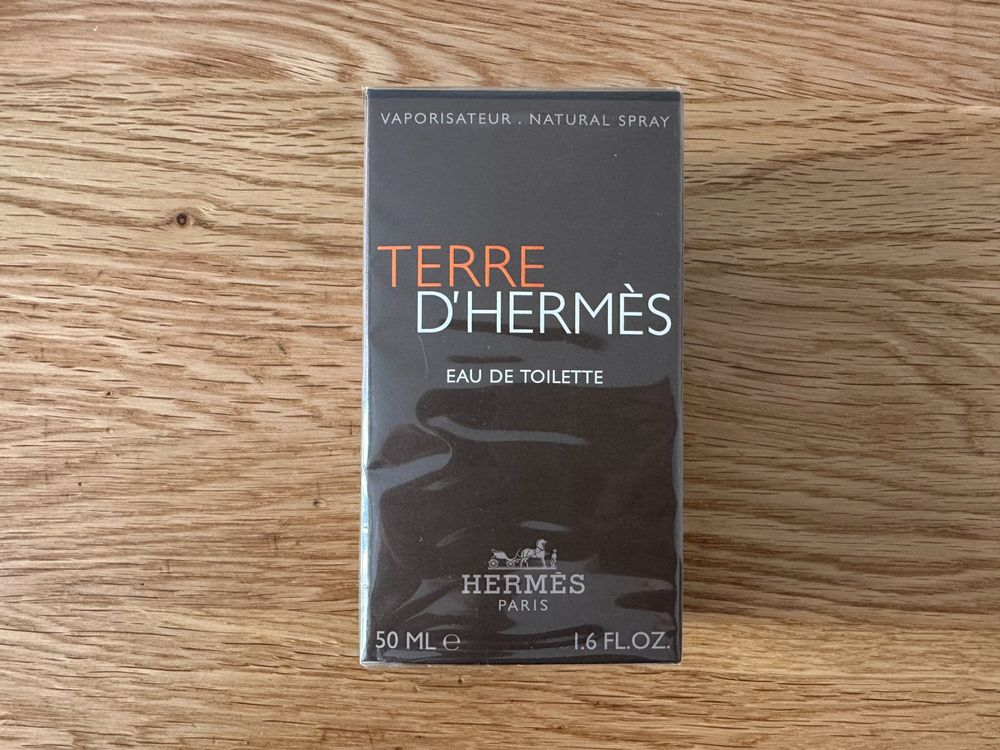 VAPORISATEUR . NATURAL SPRAY
TERRE
D'HERMÈS
EAU DE TOILETTE
HERMÈS
PARIS
50 ML ℮ 1.6 FL.OZ.